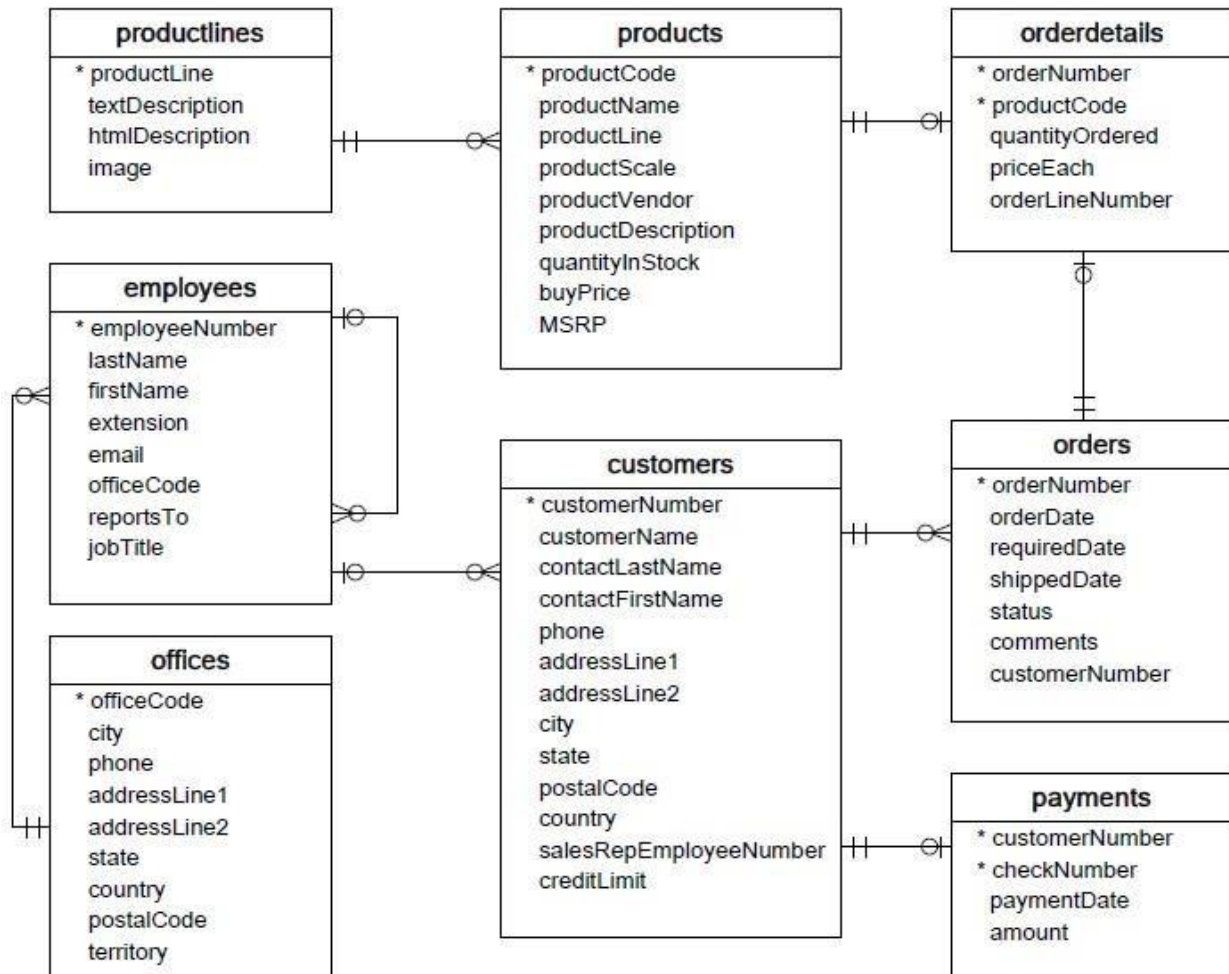 productlines
* productLine
textDescription
htmlDescription
image
products
* productCode
productName
productLine
productScale
productVendor
productDescription
quantityInStock
buyPrice
MSRP
orderdetails
* orderNumber
* productCode
quantityOrdered
priceEach
orderLineNumber
employees
* employeeNumber
lastName
firstName
extension
email
officeCode
reportsTo
jobTitle
customers
* customerNumber
customerName
contactLastName
contactFirstName
phone
addressLine1
addressLine2
city
state
postalCode
country
salesRepEmployeeNumber
creditLimit
orders
* orderNumber
orderDate
requiredDate
shippedDate
status
comments
customerNumber
offices
* officeCode
city
phone
addressLine1
addressLine2
state
country
postalCode
territory
payments
* customerNumber
* checkNumber
paymentDate
amount